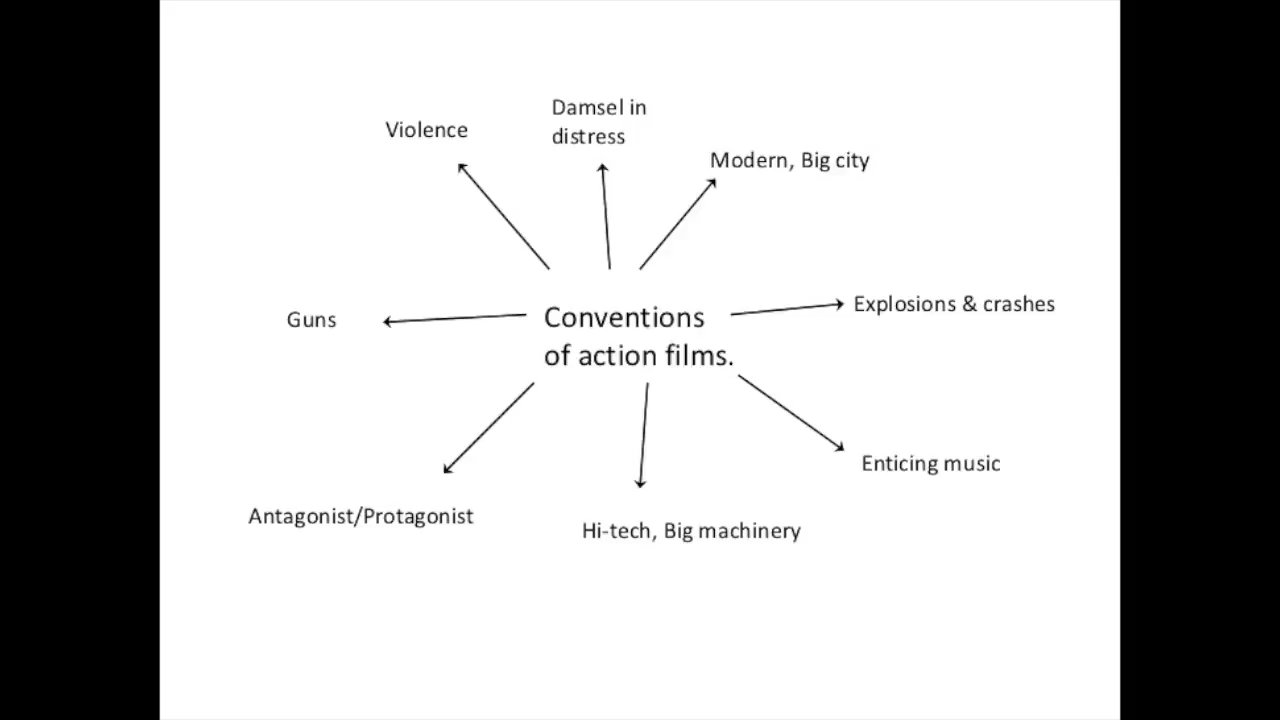 Damsel in
distress
Violence
Modern, Big city
Guns
Conventions
of action films.
Explosions & crashes
Enticing music
Antagonist/Protagonist
Hi-tech, Big machinery